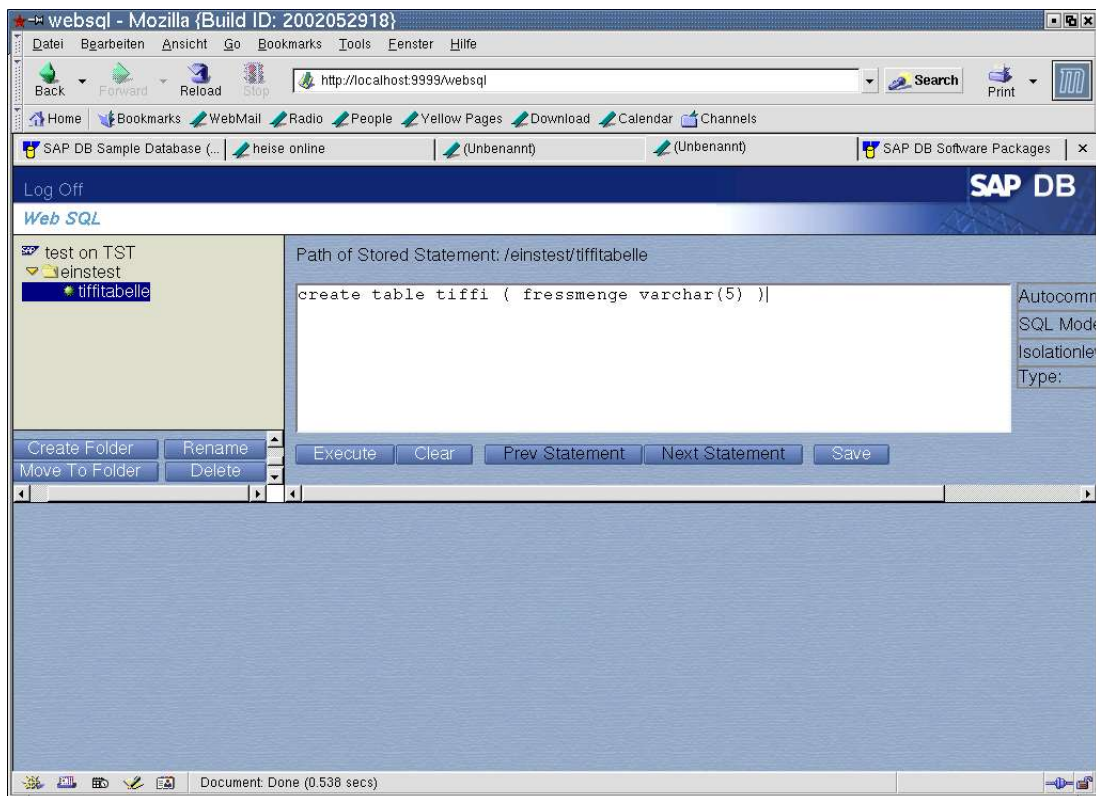 websql - Mozilla {Build ID: 2002052918}
Datei Bearbeiten Ansicht Go Bookmarks Tools Fenster Hilfe
Back Forward Reload Stop http://localhost:9999/websql Search Print
Home Bookmarks WebMail Radio People Yellow Pages Download Calendar Channels
SAP DB Sample Database (... heise online (Unbenannt) (Unbenannt) SAP DB Software Packages
Log Off SAP DB
Web SQL
test on TST
einstest
tiffitabelle
Path of Stored Statement: /einstest/tiffitabelle
create table tiffi ( fressmenge varchar(5) )
Autocomm
SQL Mode
Isolationle
Type:
Create Folder Rename
Move To Folder Delete
Execute Clear Prev Statement Next Statement Save
Document: Done (0.538 secs)